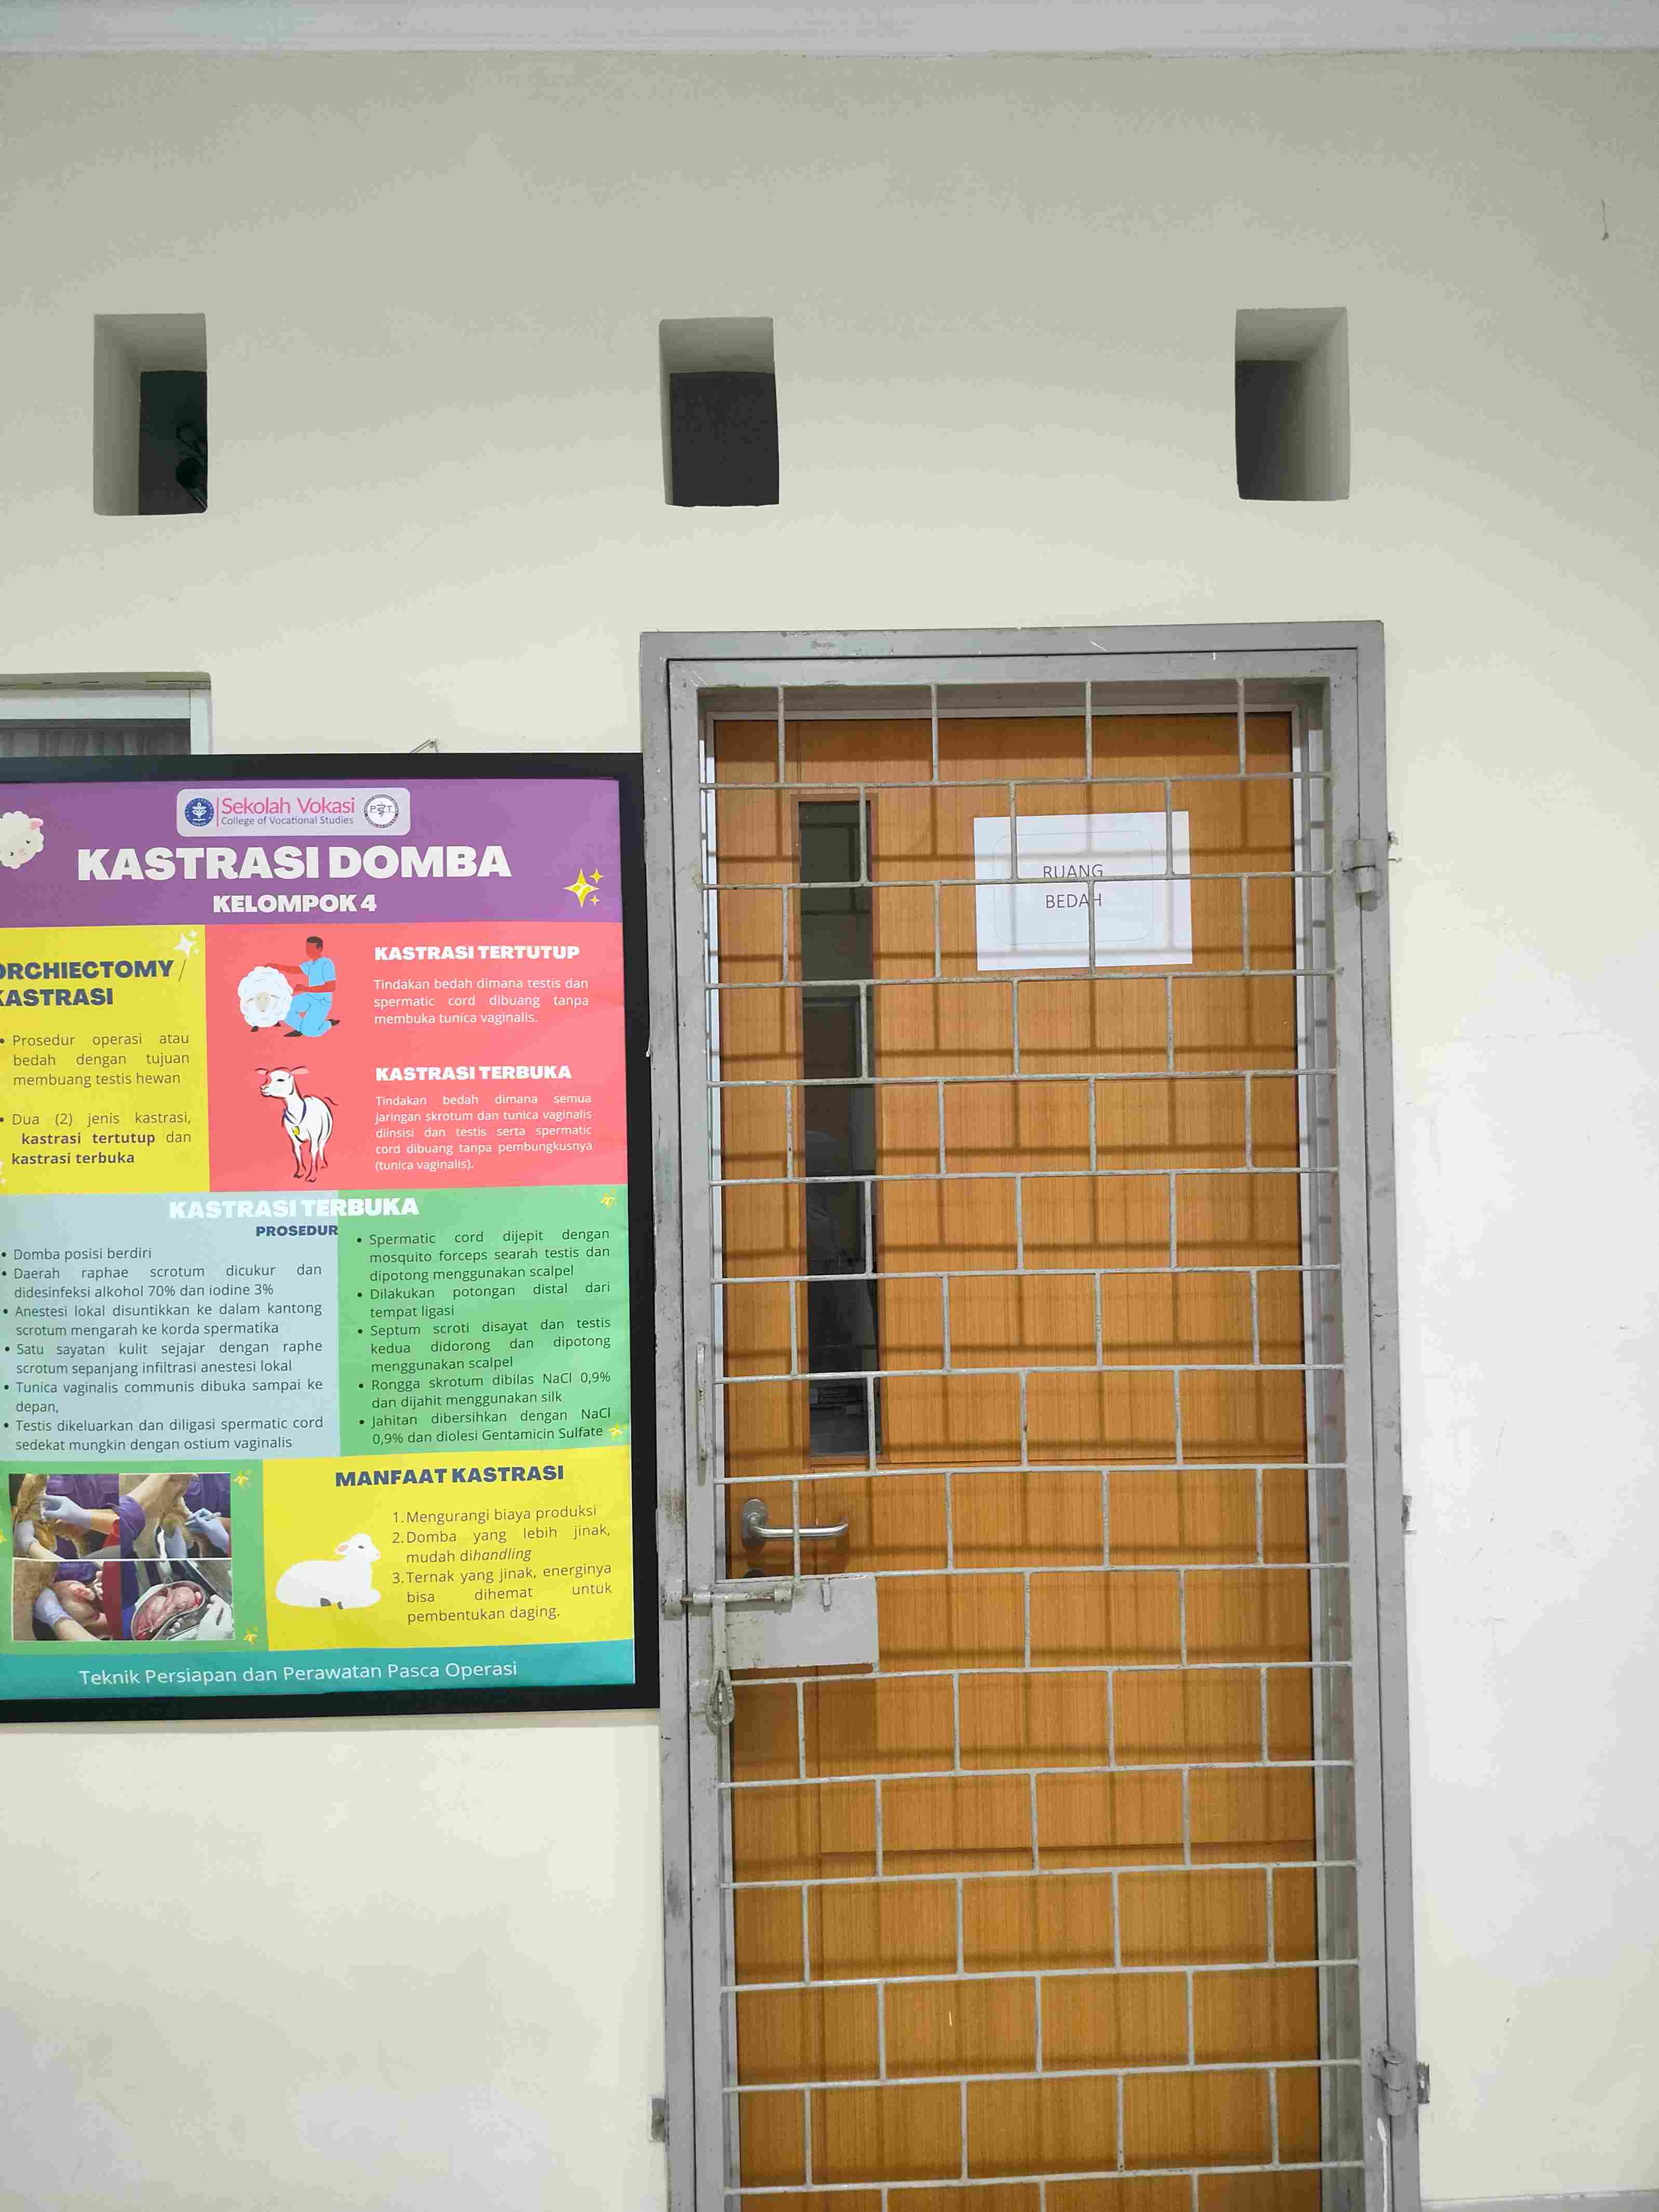 Sekolah Vokasi
College of Vocational Studies
KASTRASI DOMBA
KELOMPOK 4
ORCHIECTOMY /
KASTRASI
• Prosedur operasi atau
bedah dengan tujuan
membuang testis hewan
• Dua (2) jenis kastrasi,
kastrasi tertutup dan
kastrasi terbuka
KASTRASI TERTUTUP
Tindakan bedah dimana testis dan
spermatic cord dibuang tanpa
membuka tunica vaginalis.
KASTRASI TERBUKA
Tindakan bedah dimana semua
jaringan skrotum dan tunica vaginalis
diinsisi dan testis serta spermatic
cord dibuang tanpa pembungkusnya
(tunica vaginalis).
KASTRASI TERBUKA
PROSEDUR
• Domba posisi berdiri
• Daerah raphae scrotum dicukur dan
didesinfeksi alkohol 70% dan iodine 3%
• Anestesi lokal disuntikkan ke dalam kantong
scrotum mengarah ke korda spermatika
• Satu sayatan kulit sejajar dengan raphe
scrotum sepanjang infiltrasi anestesi lokal
• Tunica vaginalis communis dibuka sampai ke
depan,
• Testis dikeluarkan dan diligasi spermatic cord
sedekat mungkin dengan ostium vaginalis
• Spermatic cord dijepit dengan
mosquito forceps searah testis dan
dipotong menggunakan scalpel
• Dilakukan potongan distal dari
tempat ligasi
• Septum scroti disayat dan testis
kedua didorong dan dipotong
menggunakan scalpel
• Rongga skrotum dibilas NaCl 0,9%
dan dijahit menggunakan silk
• Jahitan dibersihkan dengan NaCl
0,9% dan diolesi Gentamicin Sulfate
MANFAAT KASTRASI
1. Mengurangi biaya produksi
2. Domba yang lebih jinak,
mudah dihandling
3. Ternak yang jinak, energinya
bisa dihemat untuk
pembentukan daging.
Teknik Persiapan dan Perawatan Pasca Operasi
RUANG
BEDAH